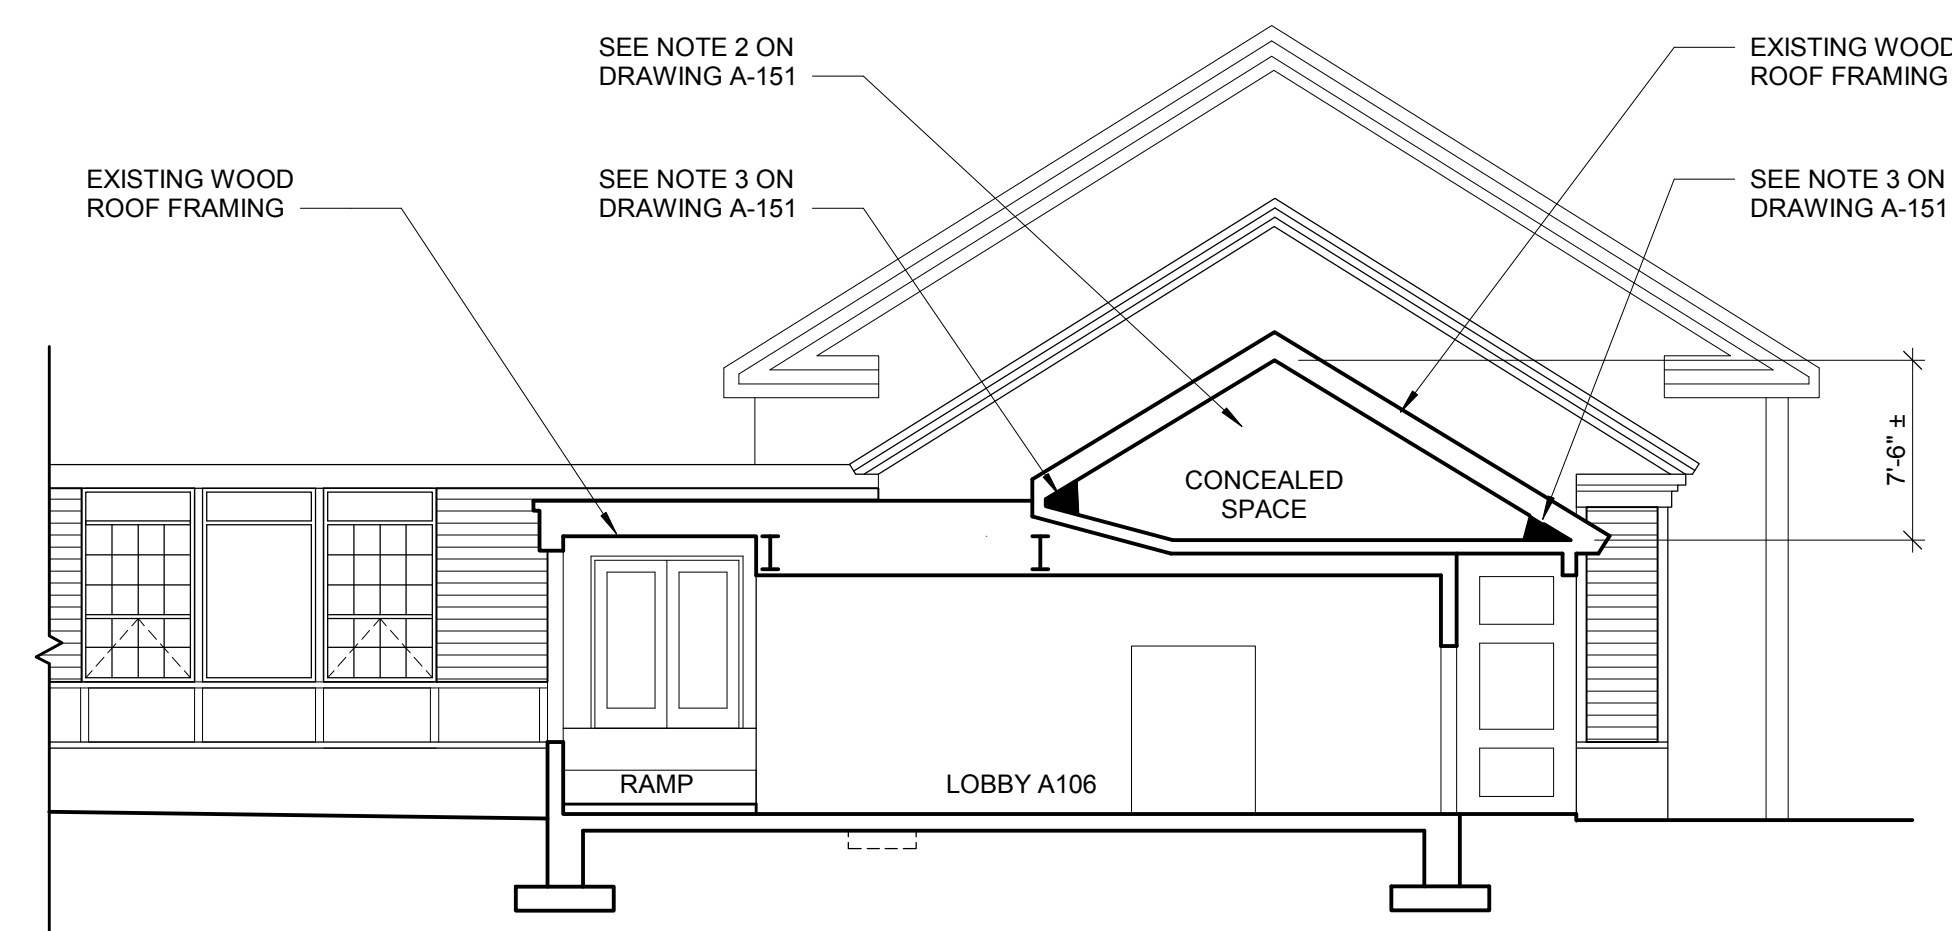 SEE NOTE 2 ON
DRAWING A-151
EXISTING WOOD
ROOF FRAMING
EXISTING WOOD
ROOF FRAMING
SEE NOTE 3 ON
DRAWING A-151
SEE NOTE 3 ON
DRAWING A-151
7'-6" ±
CONCEALED
SPACE
RAMP
LOBBY A106